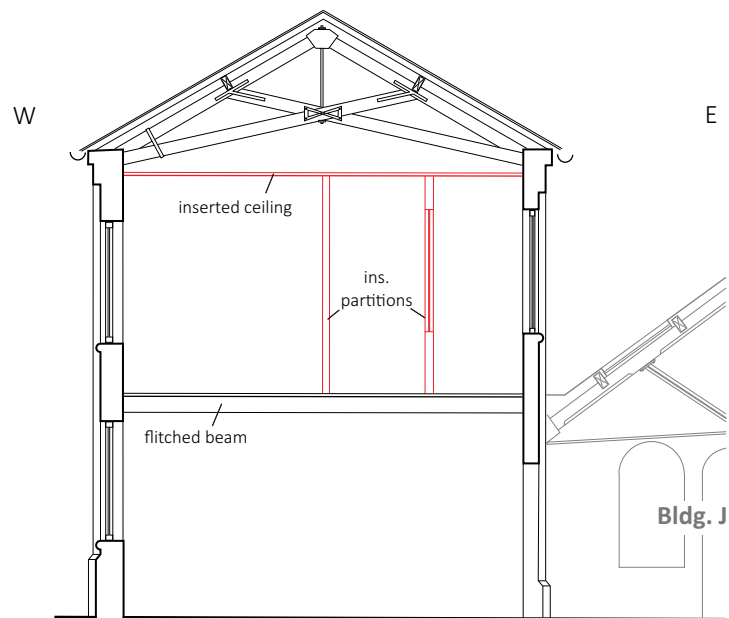 W
E
inserted ceiling
ins.
partitions
flitched beam
Bldg. J